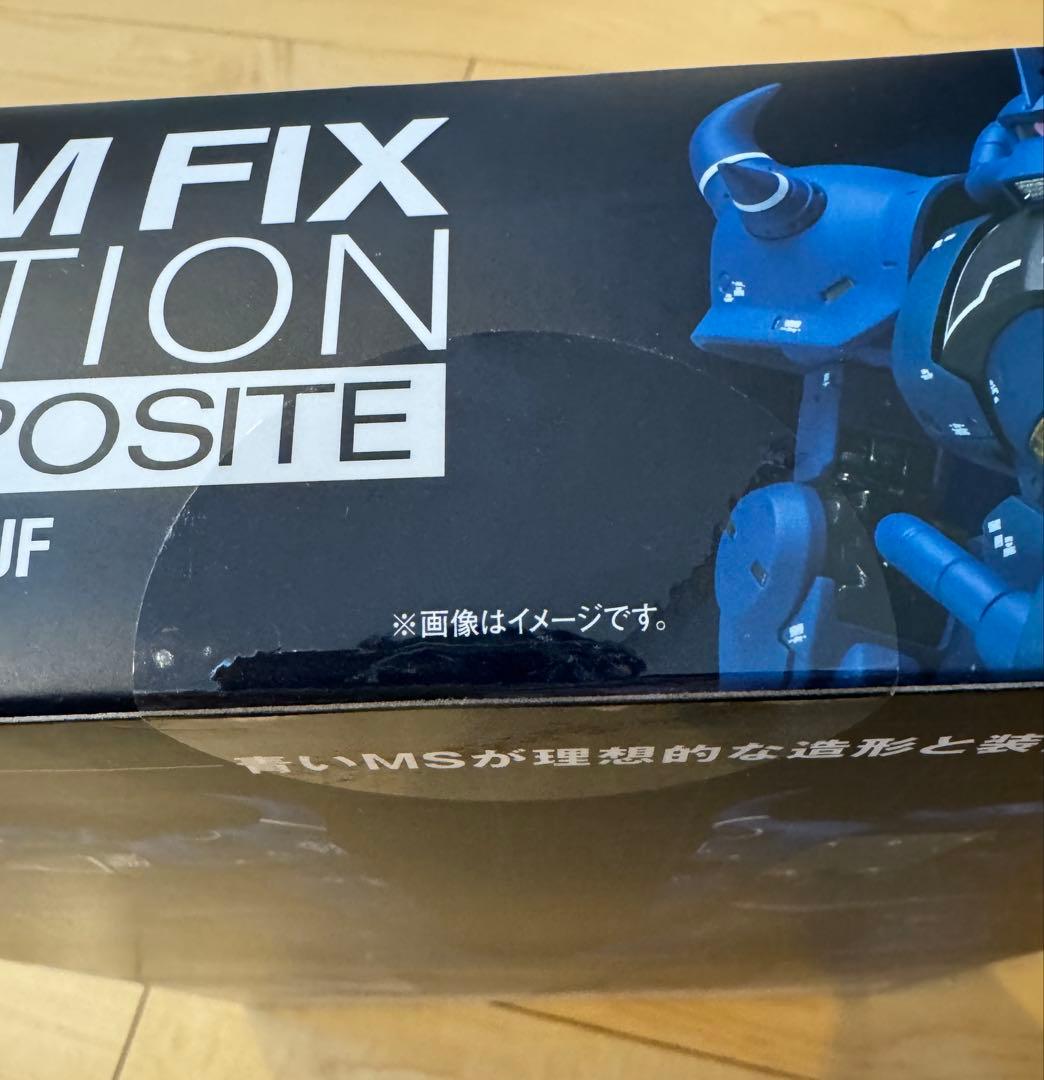 M FIX
TION
POSITE
UF
※画像はイメージです。
青いMSが理想的な造形と装